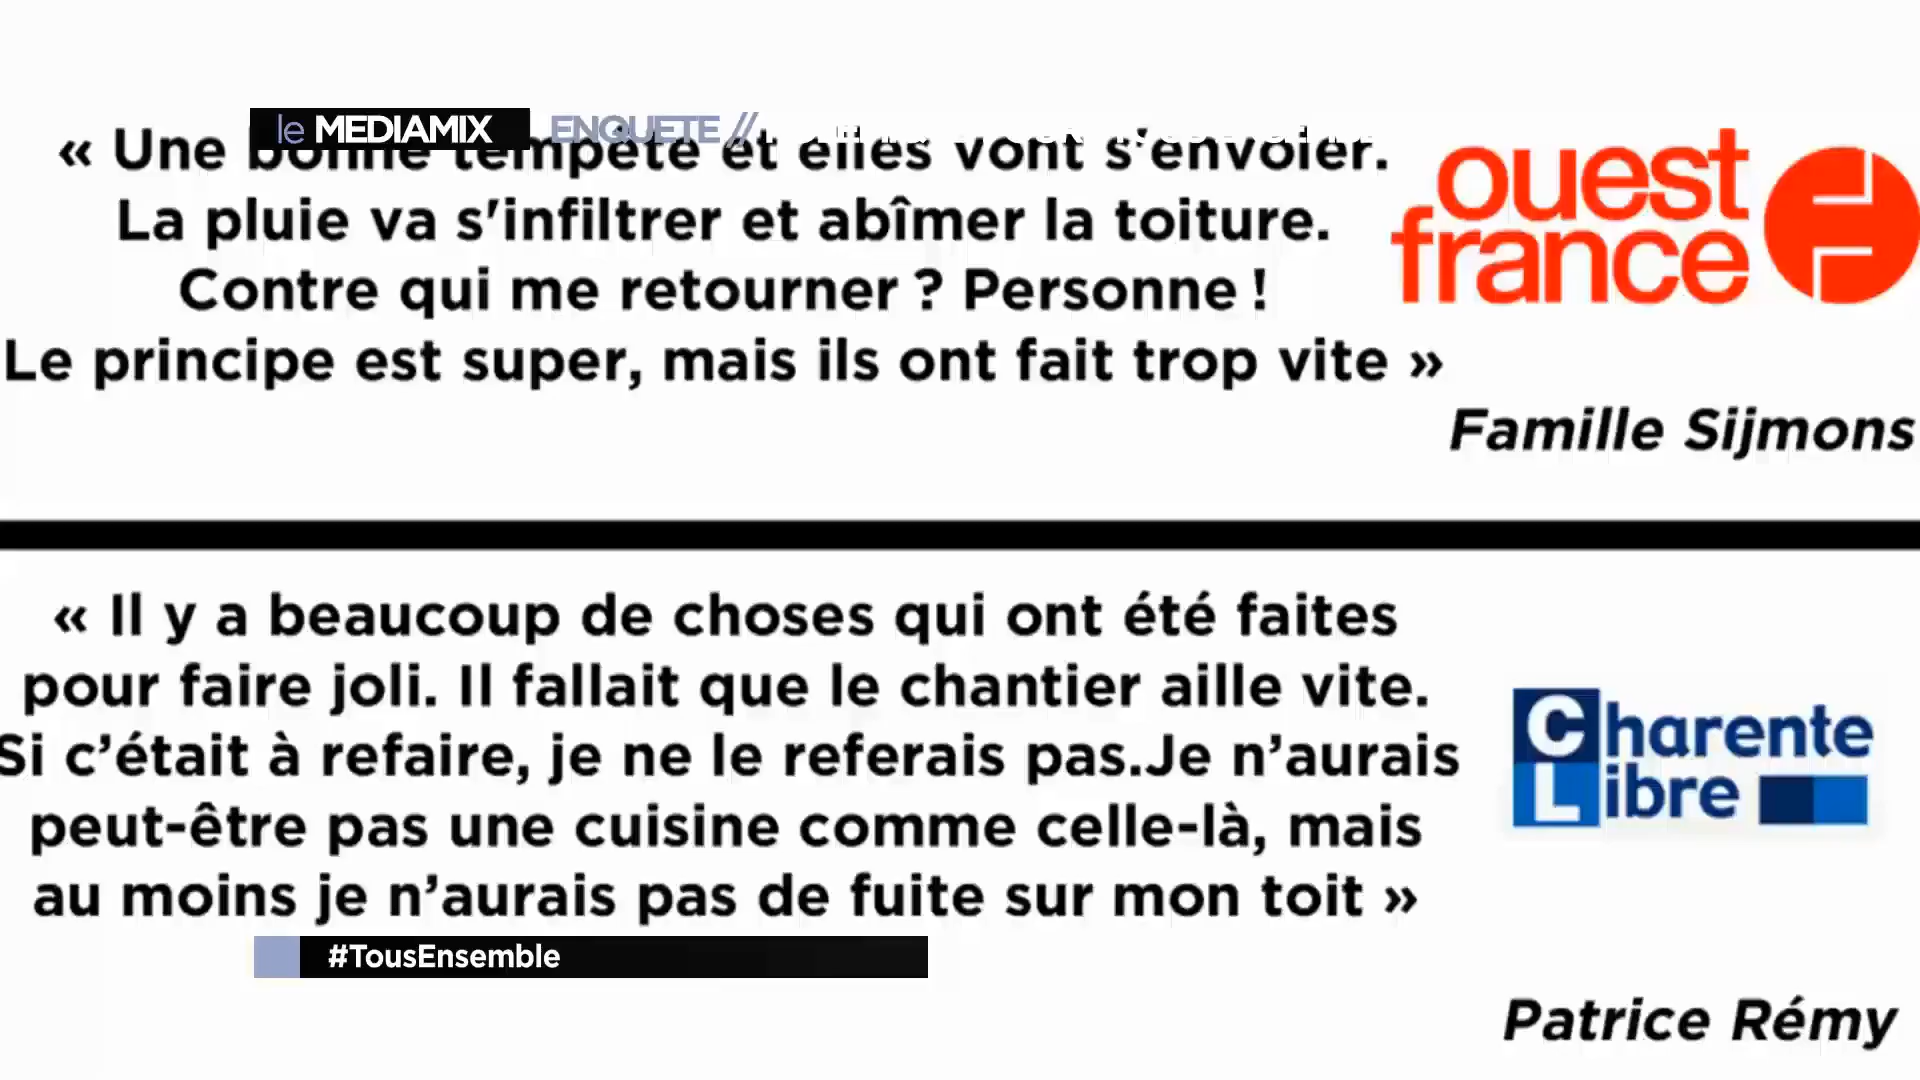 le MEDIAMIX ENQUETE //
« Une bonne tempête et elles vont s'envoler.
La pluie va s'infiltrer et abîmer la toiture.
Contre qui me retourner ? Personne !
Le principe est super, mais ils ont fait trop vite »
ouest
france
Famille Sijmons
« Il y a beaucoup de choses qui ont été faites
pour faire joli. Il fallait que le chantier aille vite.
Si c’était à refaire, je ne le referais pas.Je n’aurais
peut-être pas une cuisine comme celle-là, mais
au moins je n’aurais pas de fuite sur mon toit »
Charente
Libre
#TousEnsemble
Patrice Rémy